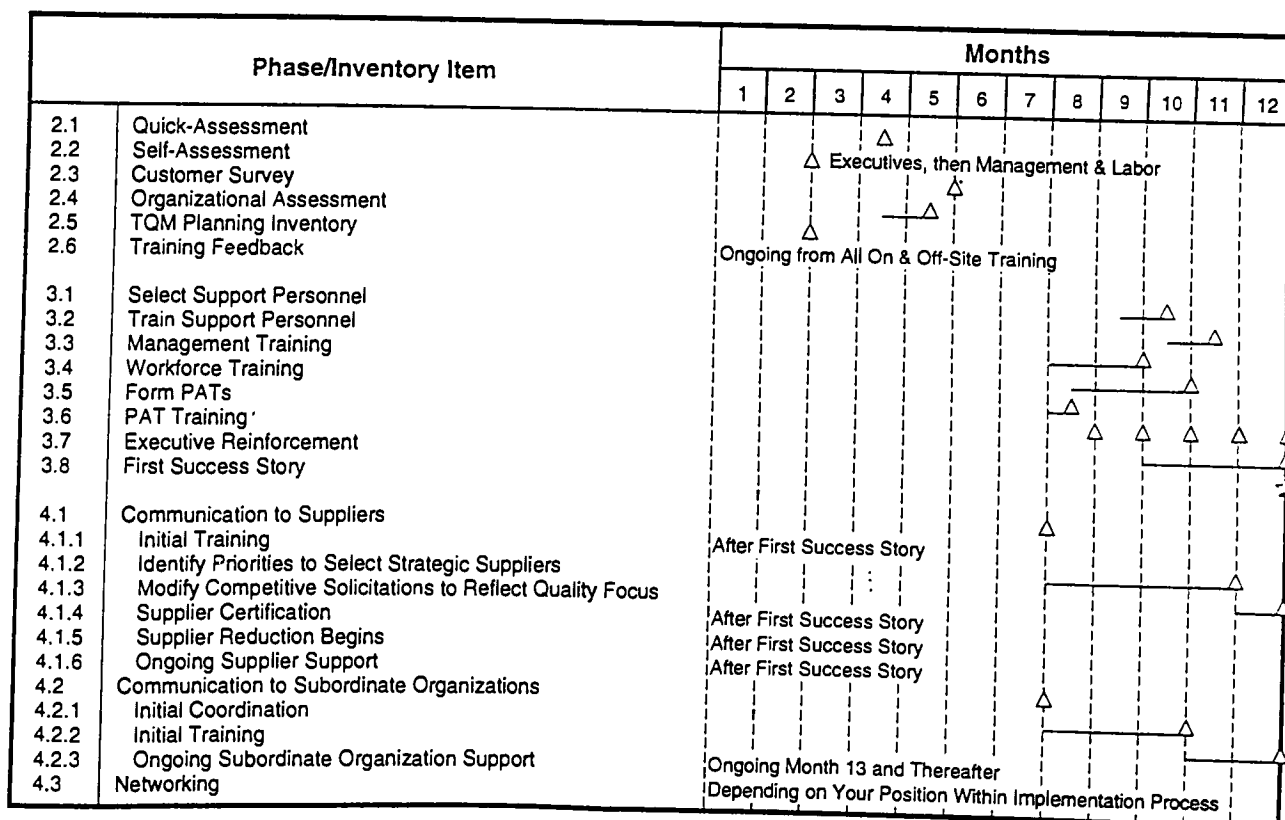 Phase/Inventory Item
Months
1 2 3 4 5 6 7 8 9 10 11 12
2.1 Quick-Assessment
2.2 Self-Assessment
Executives, then Management & Labor
2.3 Customer Survey
2.4 Organizational Assessment
2.5 TQM Planning Inventory
2.6 Training Feedback
Ongoing from All On & Off-Site Training
3.1 Select Support Personnel
3.2 Train Support Personnel
3.3 Management Training
3.4 Workforce Training
3.5 Form PATs
3.6 PAT Training
3.7 Executive Reinforcement
3.8 First Success Story
4.1 Communication to Suppliers
4.1.1 Initial Training
After First Success Story
4.1.2 Identify Priorities to Select Strategic Suppliers
4.1.3 Modify Competitive Solicitations to Reflect Quality Focus
4.1.4 Supplier Certification
After First Success Story
4.1.5 Supplier Reduction Begins
After First Success Story
4.1.6 Ongoing Supplier Support
After First Success Story
4.2 Communication to Subordinate Organizations
4.2.1 Initial Coordination
4.2.2 Initial Training
4.2.3 Ongoing Subordinate Organization Support
Ongoing Month 13 and Thereafter
4.3 Networking
Depending on Your Position Within Implementation Process